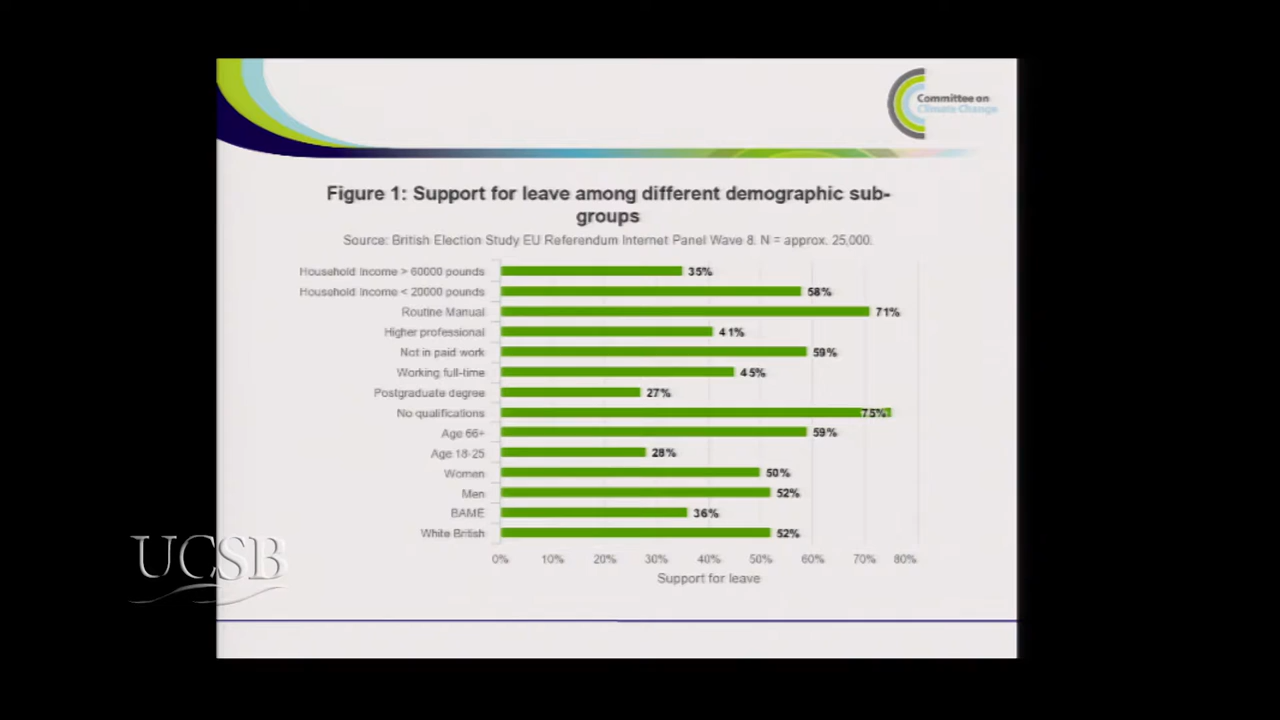 Committee on
Climate Change
Figure 1: Support for leave among different demographic sub-
groups
Source: British Election Study EU Referendum Internet Panel Wave 8. N = approx. 25,000.
Household Income > 60000 pounds 35%
Household Income < 20000 pounds 58%
Routine Manual 71%
Higher professional 41%
Not in paid work 59%
Working full-time 45%
Postgraduate degree 27%
No qualifications 75%
Age 66+ 59%
Age 18-25 28%
Women 50%
Men 52%
BAME 36%
White British 52%
0% 10% 20% 30% 40% 50% 60% 70% 80%
Support for leave
UCSB